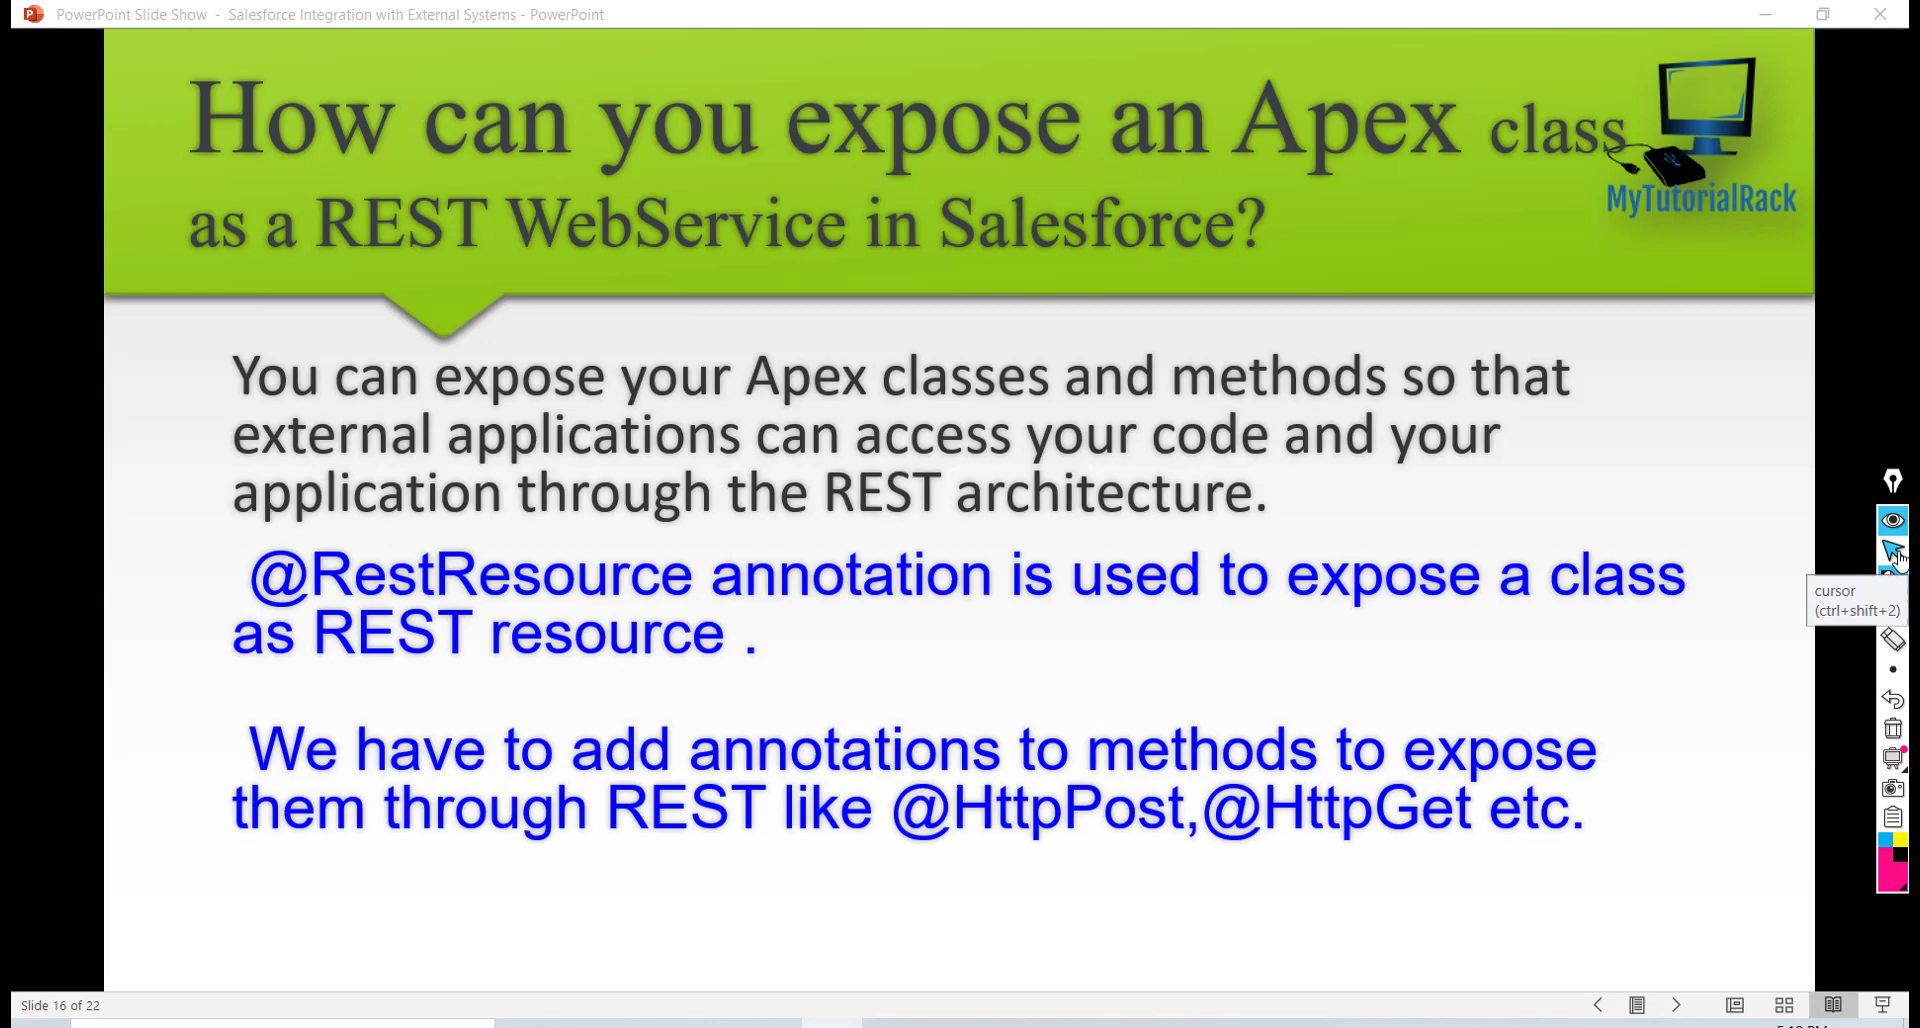 PowerPoint Slide Show - Salesforce Integration with External Systems - PowerPoint
How can you expose an Apex class
as a REST WebService in Salesforce?
MyTutorialRack
You can expose your Apex classes and methods so that
external applications can access your code and your
application through the REST architecture.
@RestResource annotation is used to expose a class
as REST resource .
We have to add annotations to methods to expose
them through REST like @HttpPost,@HttpGet etc.
cursor
(ctrl+shift+2)
Slide 16 of 22